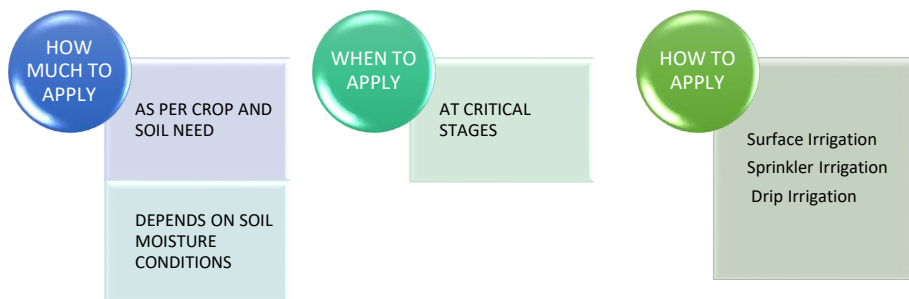 HOW
MUCH TO
APPLY
AS PER CROP AND
SOIL NEED
DEPENDS ON SOIL
MOISTURE
CONDITIONS
WHEN TO
APPLY
AT CRITICAL
STAGES
HOW TO
APPLY
Surface Irrigation
Sprinkler Irrigation
Drip Irrigation